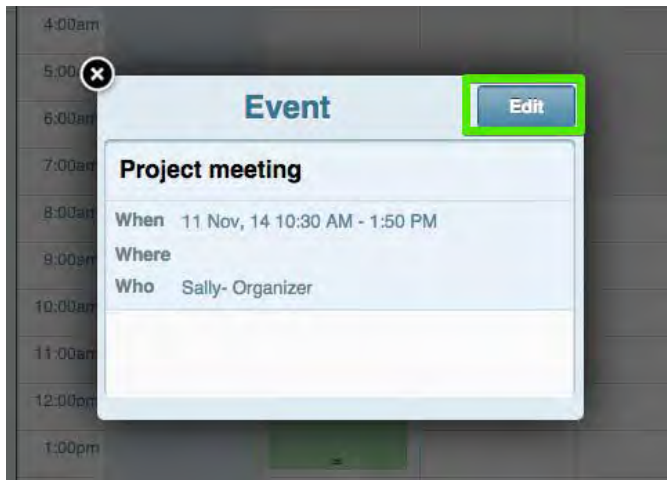 4:00am
5:00
Event
Edit
6:00am
7:00am
Project meeting
8:00am
When 11 Nov, 14 10:30 AM - 1:50 PM
9:00am
Where
Who Sally- Organizer
10:00am
11:00am
12:00pm
1:00pm